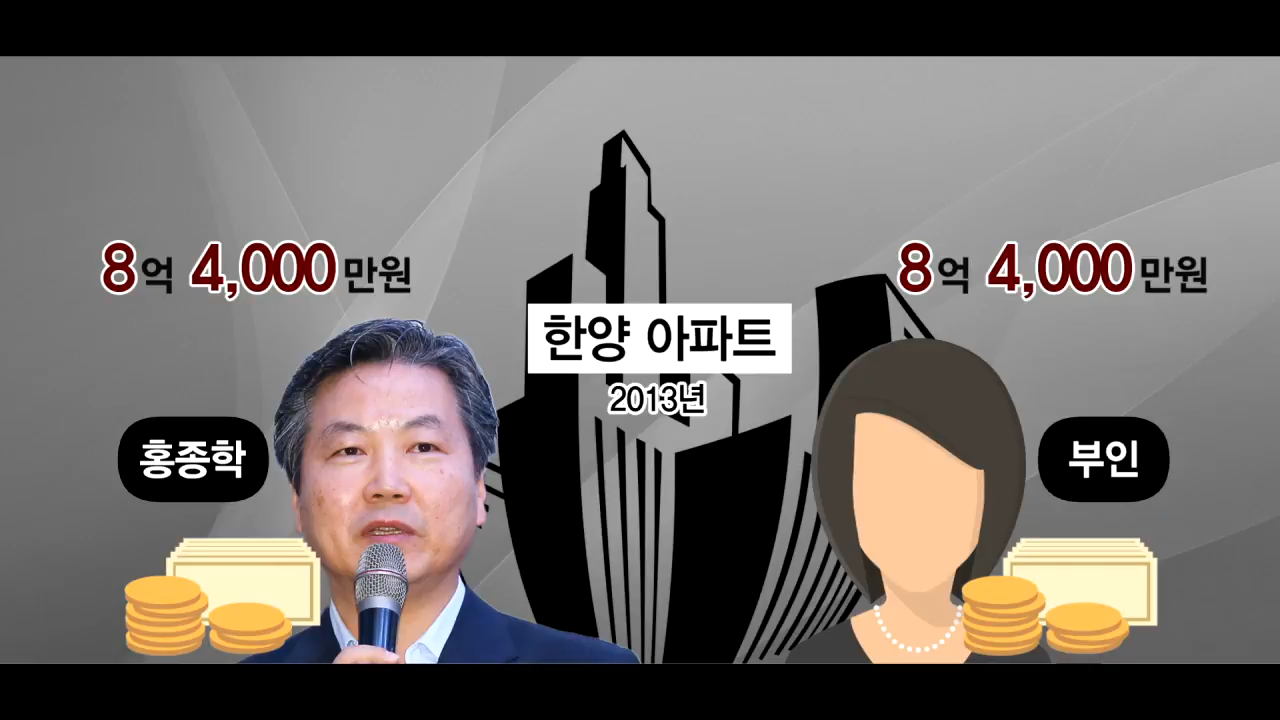 8억 4,000만원
8억 4,000만원
한양 아파트
2013년
홍종학
부인